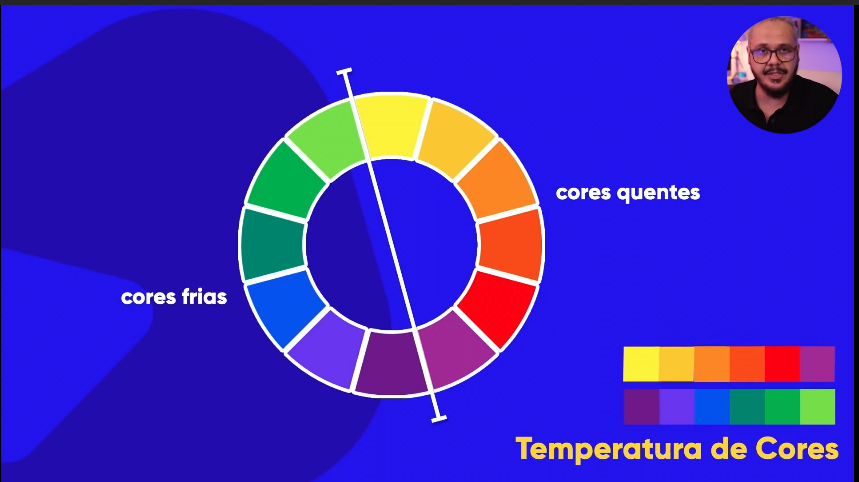 cores quentes
cores frias
Temperatura de Cores